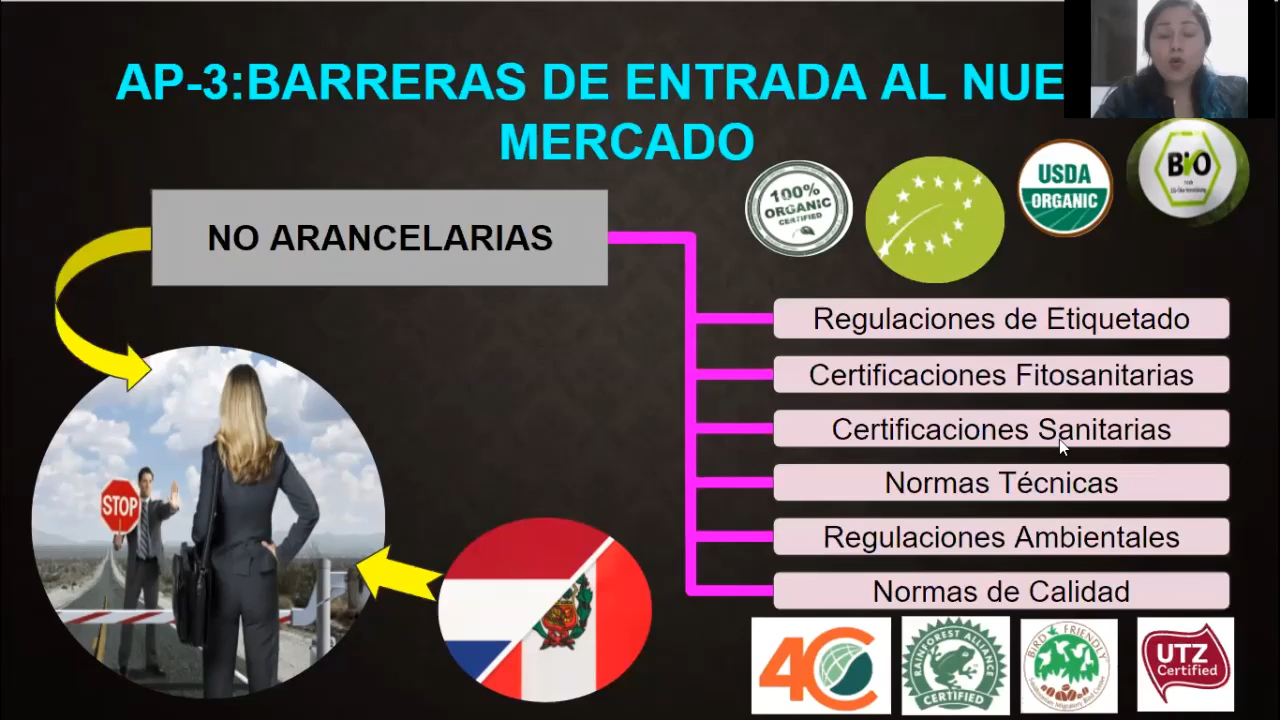 AP-3:BARRERAS DE ENTRADA AL NUE
MERCADO
NO ARANCELARIAS
100%
ORGANIC
CERTIFIED
USDA
ORGANIC
BIO
Regulaciones de Etiquetado
Certificaciones Fitosanitarias
Certificaciones Sanitarias
Normas Técnicas
Regulaciones Ambientales
Normas de Calidad
STOP
4C
RAINFOREST ALLIANCE
CERTIFIED
BIRD FRIENDLY
UTZ
Certified